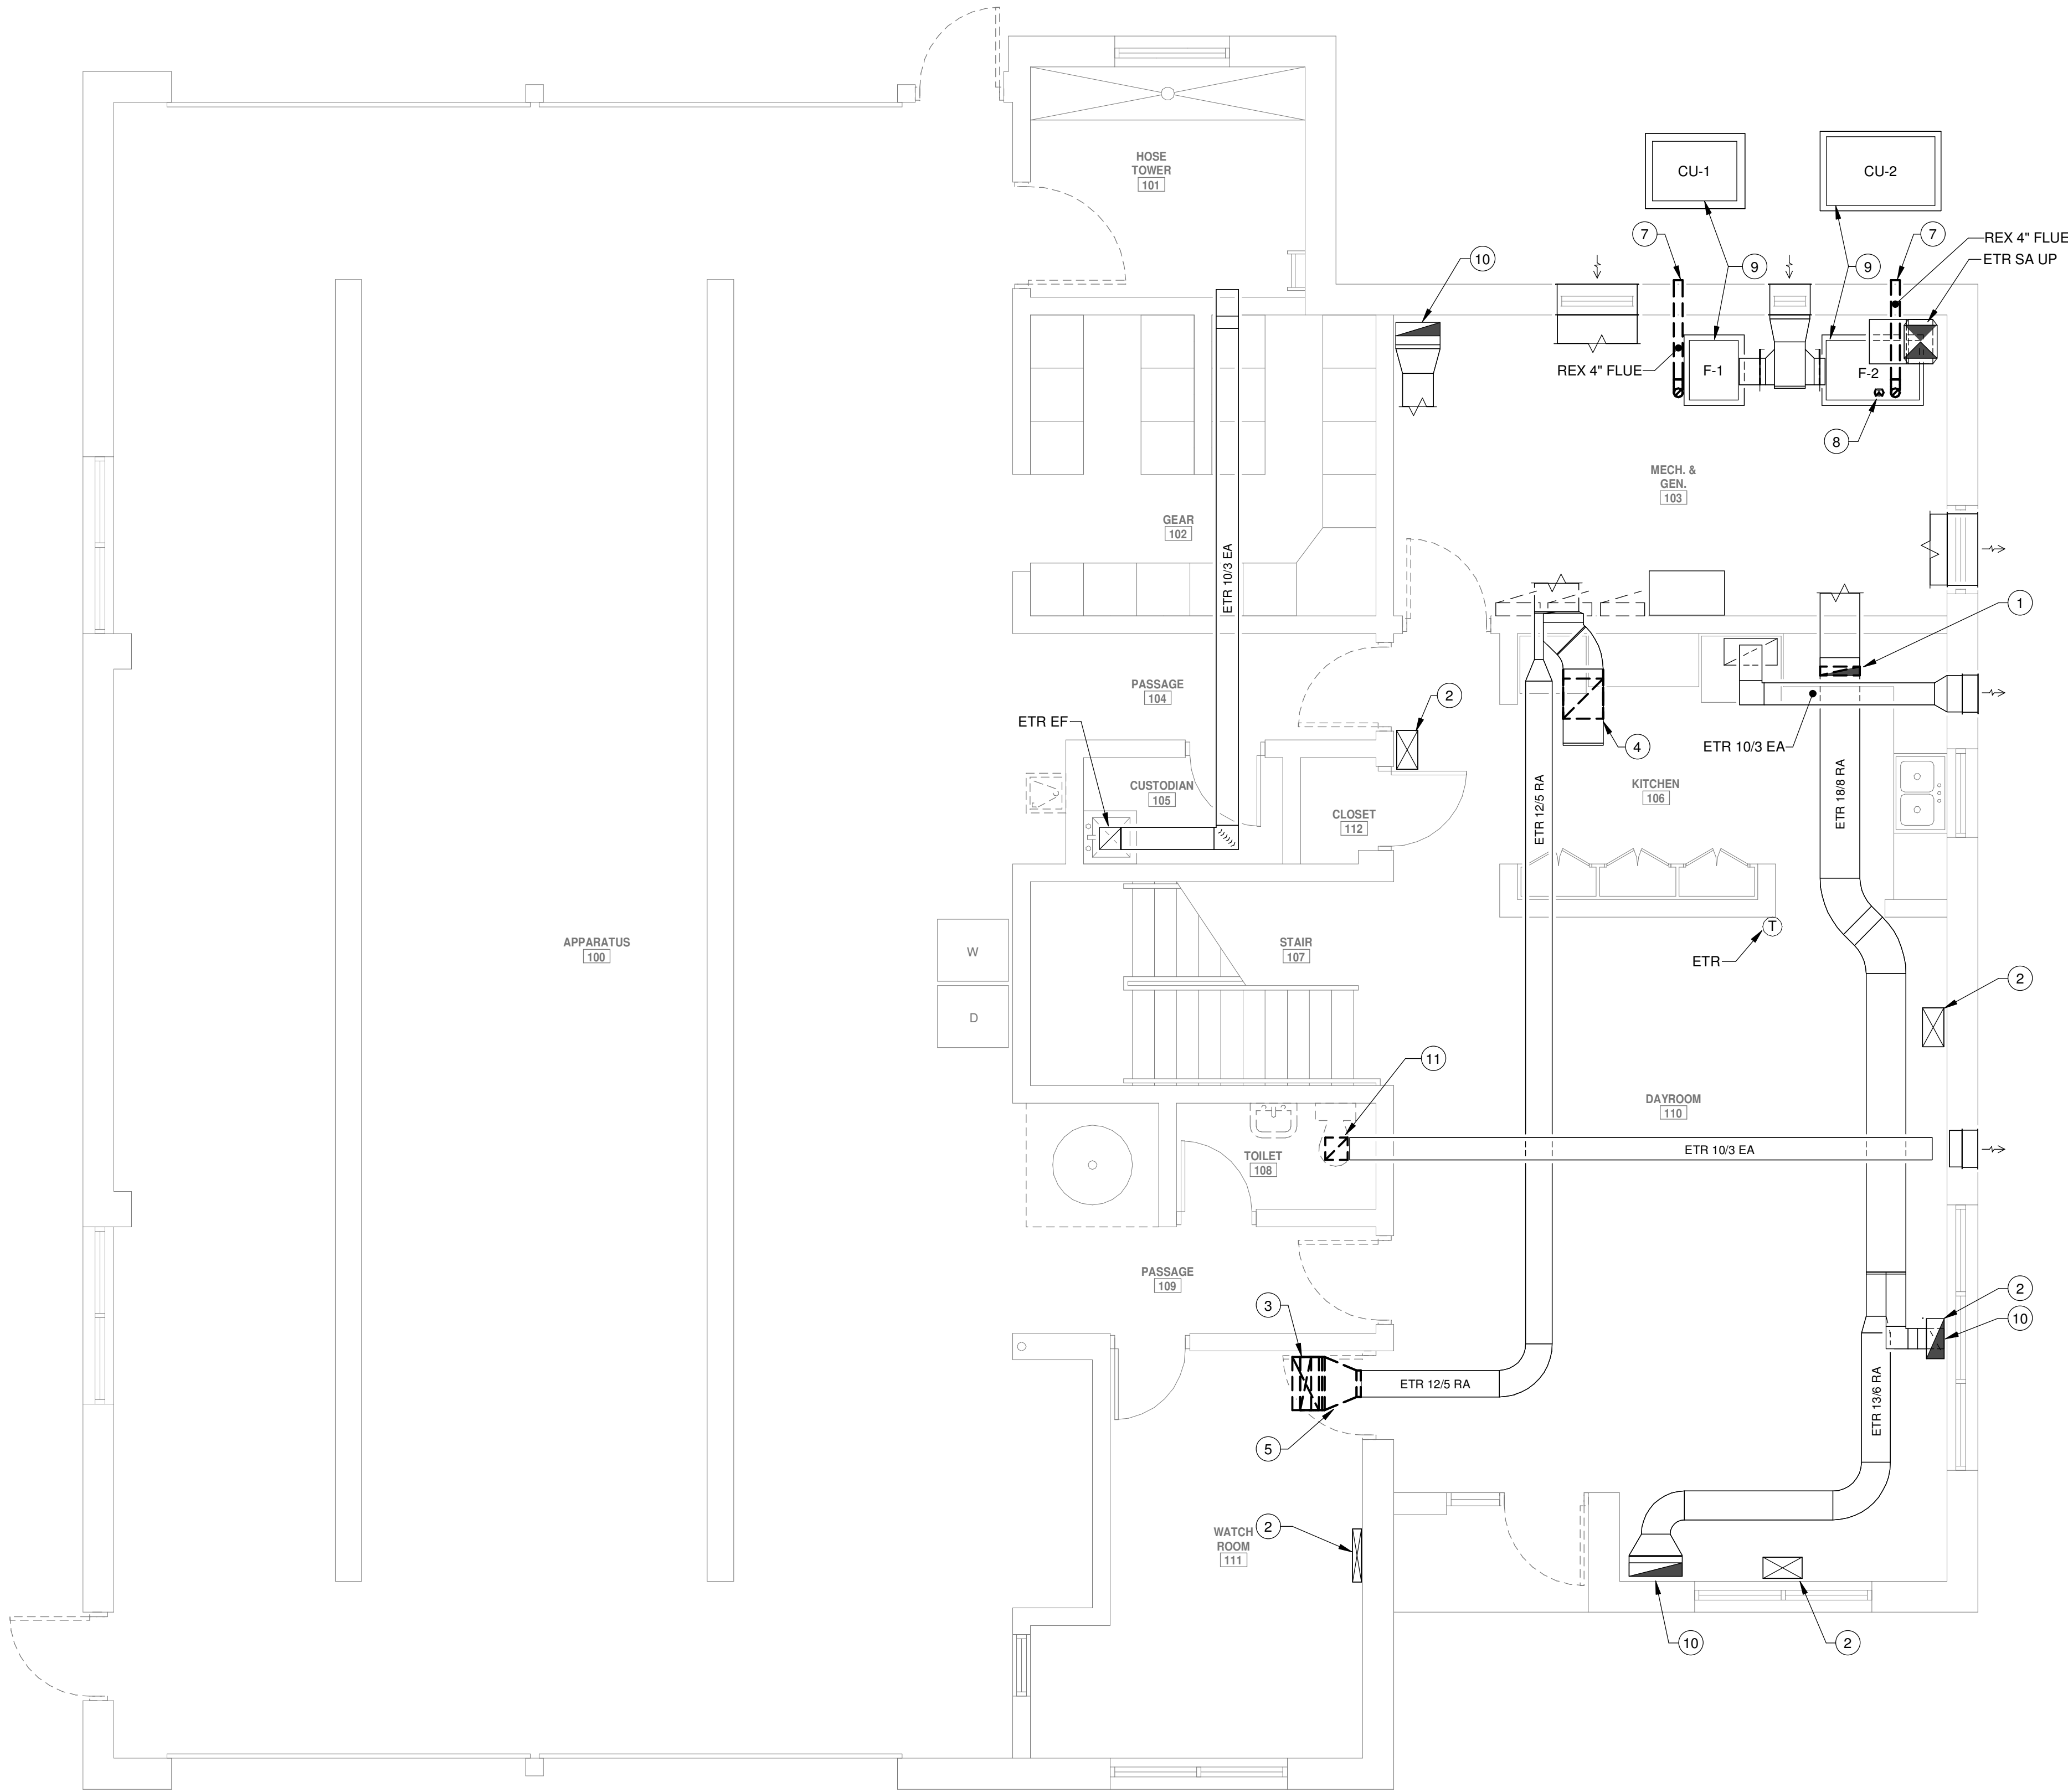 HOSE
TOWER
101
CU-1
CU-2
7
7
REX 4" FLUE
ETR SA UP
10
9
9
REX 4" FLUE
F-1
F-2
8
MECH. &
GEN.
103
GEAR
102
ETR 10/3 EA
1
PASSAGE
104
2
ETR EF
4
ETR 10/3 EA
CUSTODIAN
105
CLOSET
112
ETR 12/5 RA
KITCHEN
106
ETR 18/8 RA
APPARATUS
100
W
D
STAIR
107
T
ETR
2
11
DAYROOM
110
TOILET
108
ETR 10/3 EA
PASSAGE
109
3
2
10
ETR 12/5 RA
ETR 13/6 RA
5
WATCH
ROOM
111
2
10
2